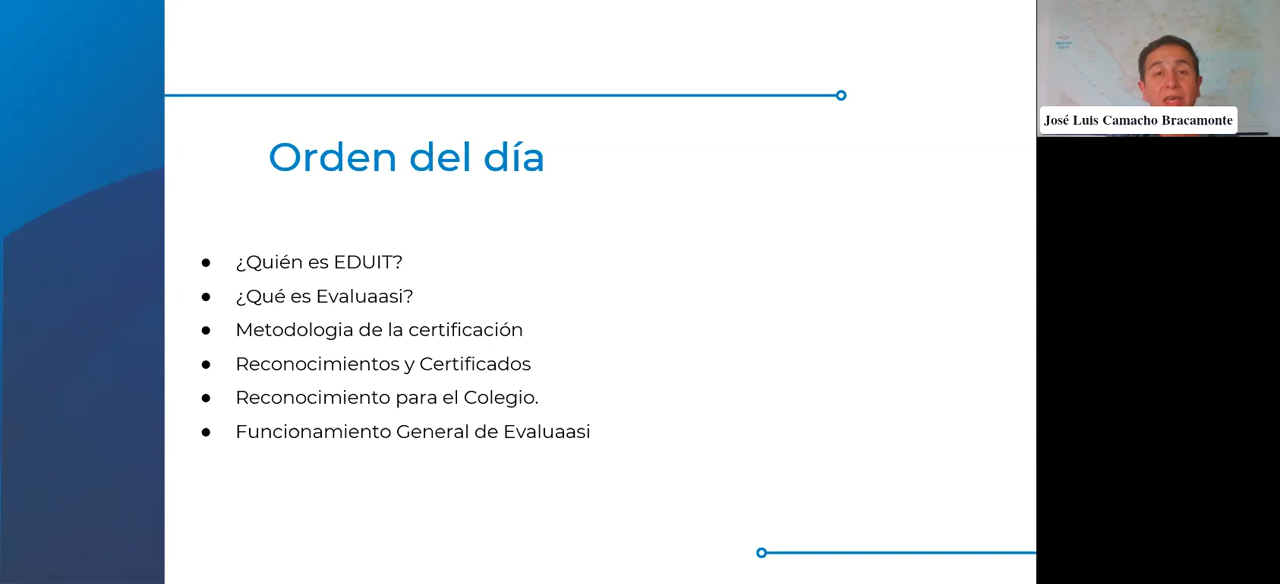 Orden del día
¿Quién es EDUIT?
¿Qué es Evaluaasi?
Metodologia de la certificación
Reconocimientos y Certificados
Reconocimiento para el Colegio.
Funcionamiento General de Evaluaasi
José Luis Camacho Bracamonte